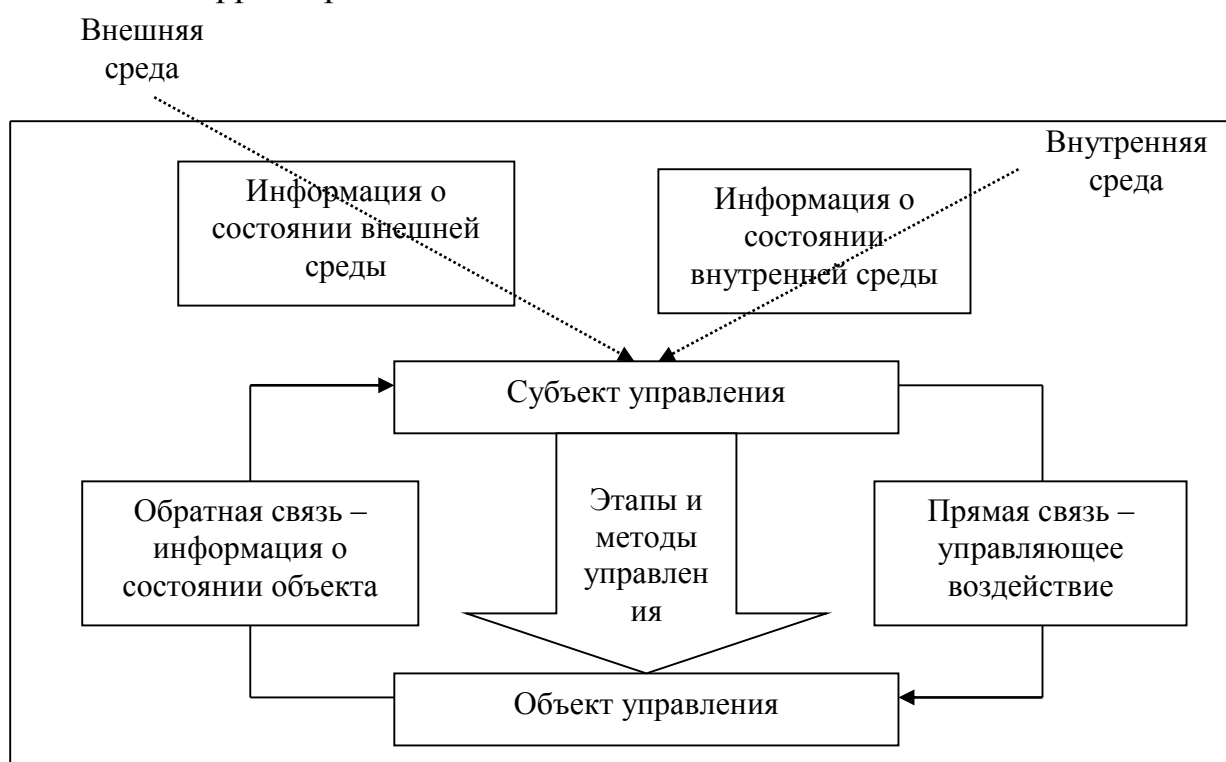 Внешняя
среда
Внутренняя
среда
Информация о
состоянии внешней
среды
Информация о
состоянии
внутренней среды
Субъект управления
Обратная связь –
информация о
состоянии объекта
Этапы и
методы
управлен
ия
Прямая связь –
управляющее
воздействие
Объект управления